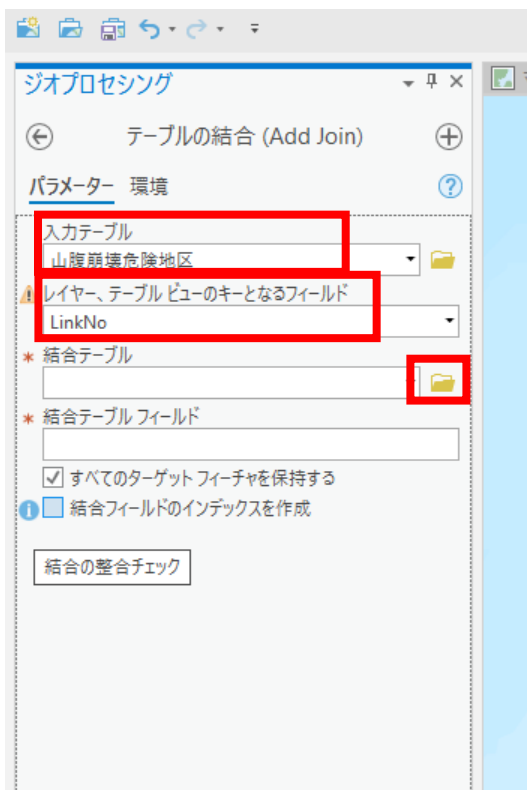 ジオプロセシング
テーブルの結合 (Add Join)
パラメーター 環境
入力テーブル
山腹崩壊危険地区
レイヤー、テーブル ビューのキーとなるフィールド
LinkNo
* 結合テーブル
* 結合テーブル フィールド
すべてのターゲット フィーチャを保持する
結合フィールドのインデックスを作成
結合の整合チェック